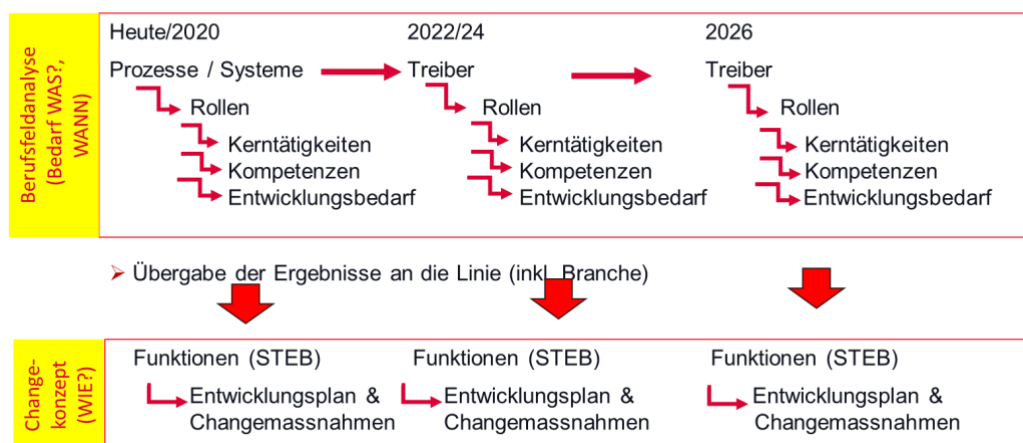 Berufsfeldanalyse
(Bedarf WAS?,
WANN)
Heute/2020
Prozesse / Systeme
Rollen
Kerntätigkeiten
Kompetenzen
Entwicklungsbedarf
2022/24
Treiber
Rollen
Kerntätigkeiten
Kompetenzen
Entwicklungsbedarf
2026
Treiber
Rollen
Kerntätigkeiten
Kompetenzen
Entwicklungsbedarf
Übergabe der Ergebnisse an die Linie (inkl. Branche)
Change-
konzept
(WIE?)
Funktionen (STEB)
Entwicklungsplan &
Changemassnahmen
Funktionen (STEB)
Entwicklungsplan &
Changemassnahmen
Funktionen (STEB)
Entwicklungsplan &
Changemassnahmen